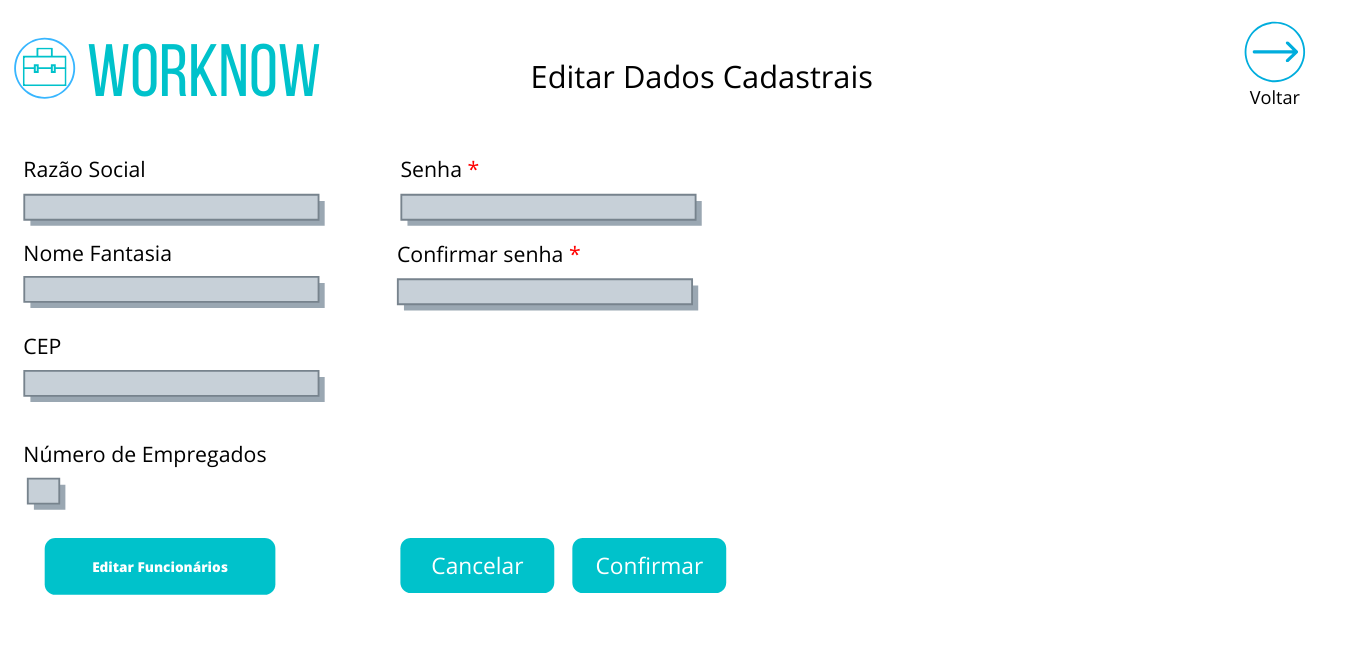 WORKNOW
Editar Dados Cadastrais
Voltar
Razão Social
Senha *
Nome Fantasia
Confirmar senha *
CEP
Número de Empregados
Editar Funcionários
Cancelar
Confirmar